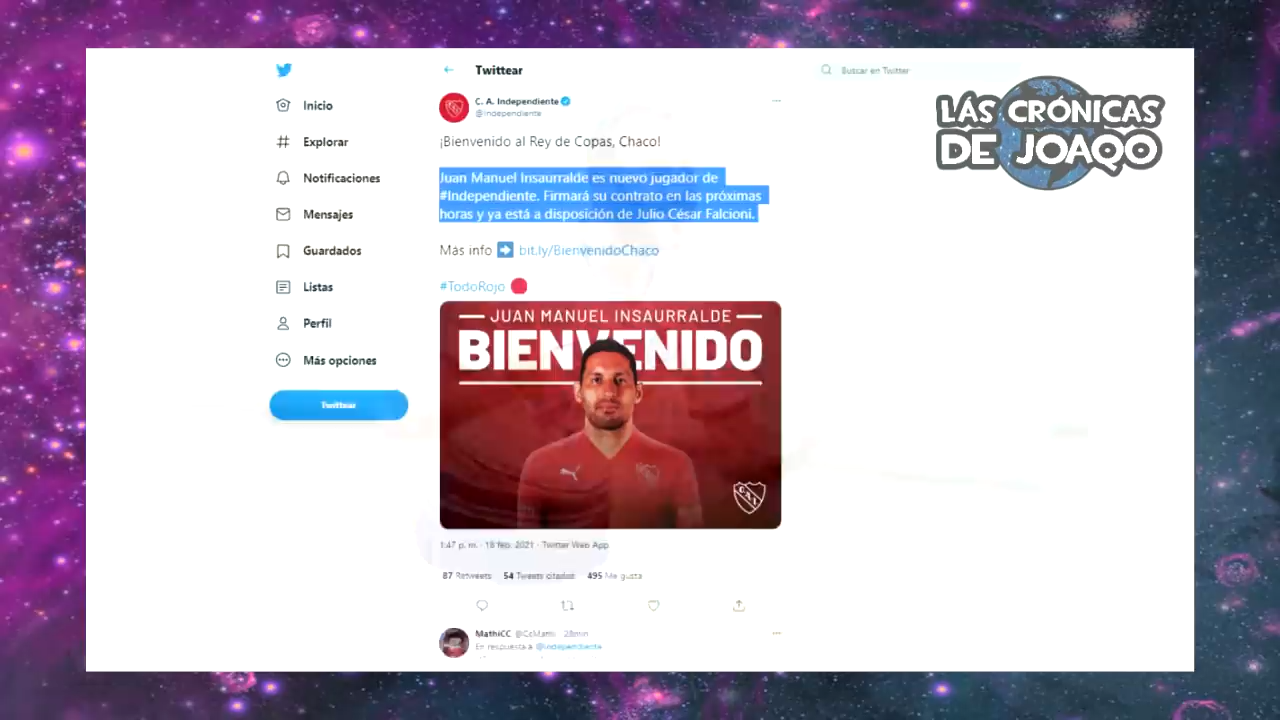 Twittear
Buscar en Twitter
LÁS CRÓNICAS
DE JOAQO
Inicio
Explorar
Notificaciones
Mensajes
Guardados
Listas
Perfil
Más opciones
Twittear
C. A. Independiente
@Independiente
¡Bienvenido al Rey de Copas, Chaco!
Juan Manuel Insaurralde es nuevo jugador de
#Independiente. Firmará su contrato en las próximas
horas y ya está a disposición de Julio César Falcioni.
Más info ➡ bit.ly/BienvenidoChaco
#TodoRojo 🔴
JUAN MANUEL INSAURRALDE
BIENVENIDO
C.A.I.
1:47 p. m. · 18 feb. 2021 · Twitter Web App
87 Retweets 54 Tweets citados 495 Me gusta
MathiCC 28min
En respuesta a @Independiente